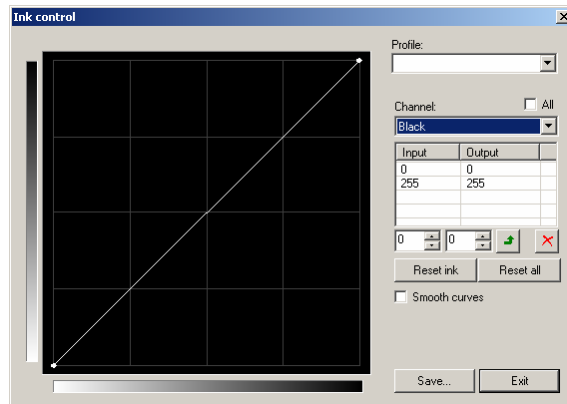 Ink control
Profile:
Channel:
All
Black
Input Output
0 0
255 255
0 0
Reset ink Reset all
Smooth curves
Save... Exit